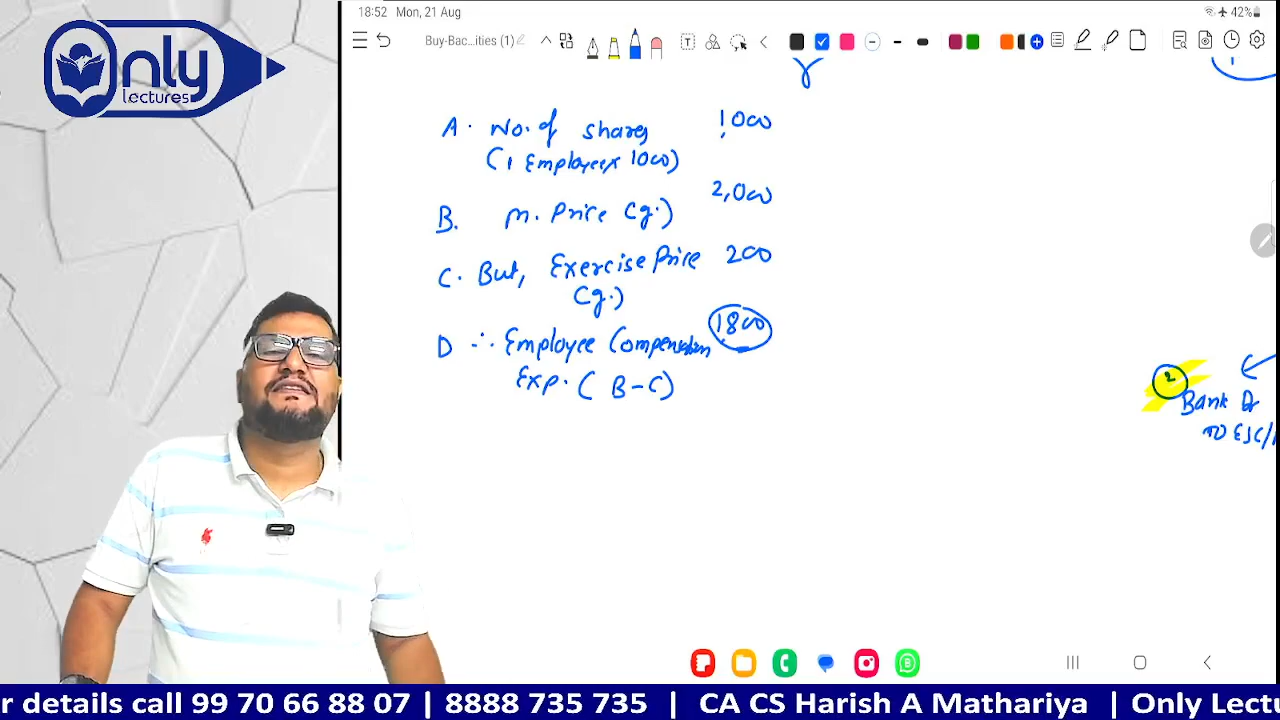 18:52 Mon, 21 Aug
42%
Only
lectures
Buy-Bac...ities (1)
A. No. of shares 1000
(1 Employee x 1000)
B. M. Price (g.) 2,000
C. But, Exercise Price 200
(g.)
D ∴ Employee Compensation 1800
Exp. (B-C)
2
Bank Dr
TO ESC/
r details call 99 70 66 88 07 | 8888 735 735 | CA CS Harish A Mathariya | Only Lectu